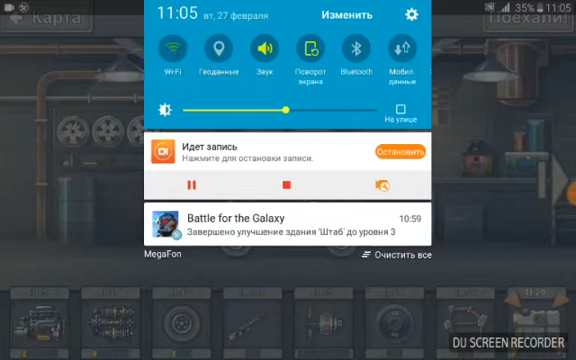 35% 11:05
Карта
Поехали!
11:05 вт, 27 февраля
Изменить
Wi-Fi
Геоданные
Звук
Поворот экрана
Bluetooth
Мобил. данные
На улице
Идет запись
Нажмите для остановки записи.
Остановить
Battle for the Galaxy 10:59
Завершено улучшение здания 'Штаб' до уровня 3
MegaFon
Очистить все
11:20
DU SCREEN RECORDER